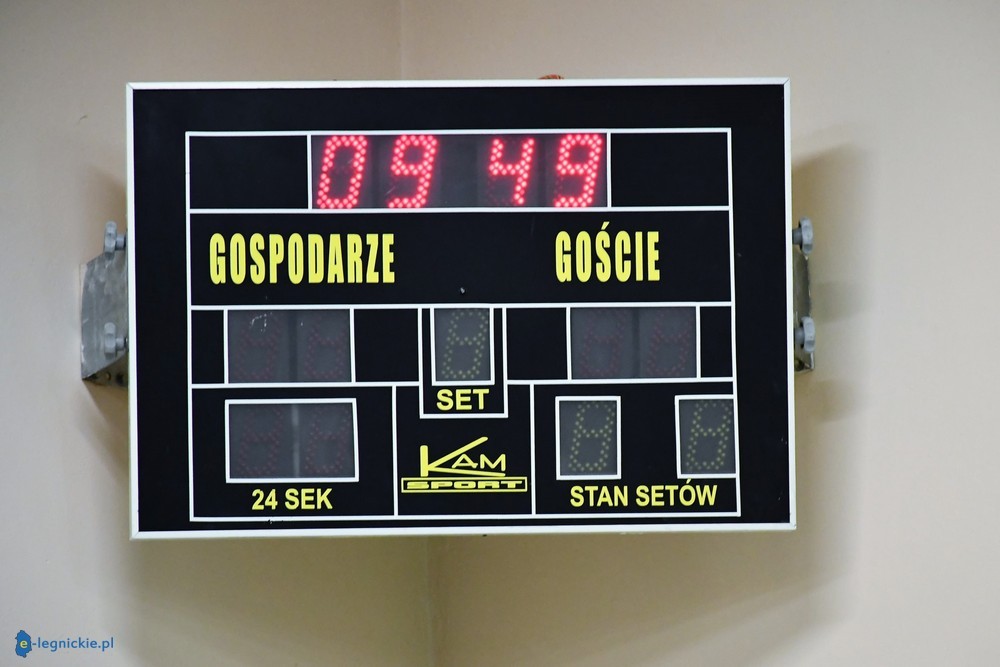 09 49
GOSPODARZE GOŚCIE
SET
KAM
SPORT
24 SEK
STAN SETÓW
e-legnickie.pl